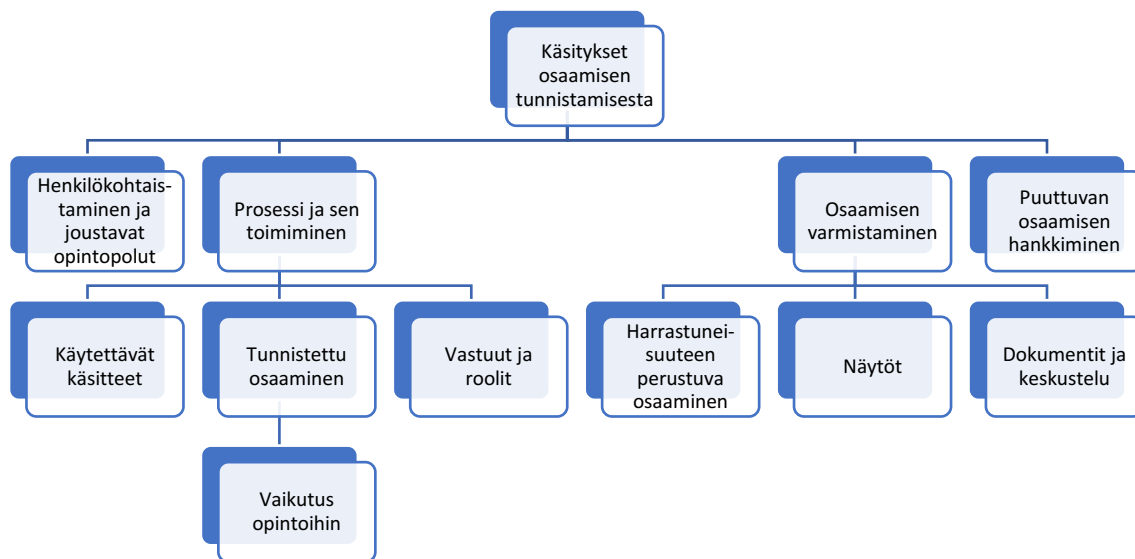 Käsitykset
osaamisen
tunnistamisesta
Henkilökohtais-
taminen ja
joustavat
opintopolut
Prosessi ja sen
toimiminen
Osaamisen
varmistaminen
Puuttuvan
osaamisen
hankkiminen
Käytettävät
käsitteet
Tunnistettu
osaaminen
Vastuut ja
roolit
Harrastunei-
suuteen
perustuva
osaaminen
Näytöt
Dokumentit ja
keskustelu
Vaikutus
opintoihin